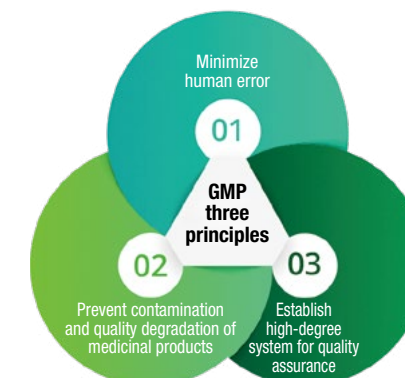 Minimize
human error
01
GMP
three
principles
02
03
Prevent contamination
and quality degradation of
medicinal products
Establish
high-degree
system for quality
assurance